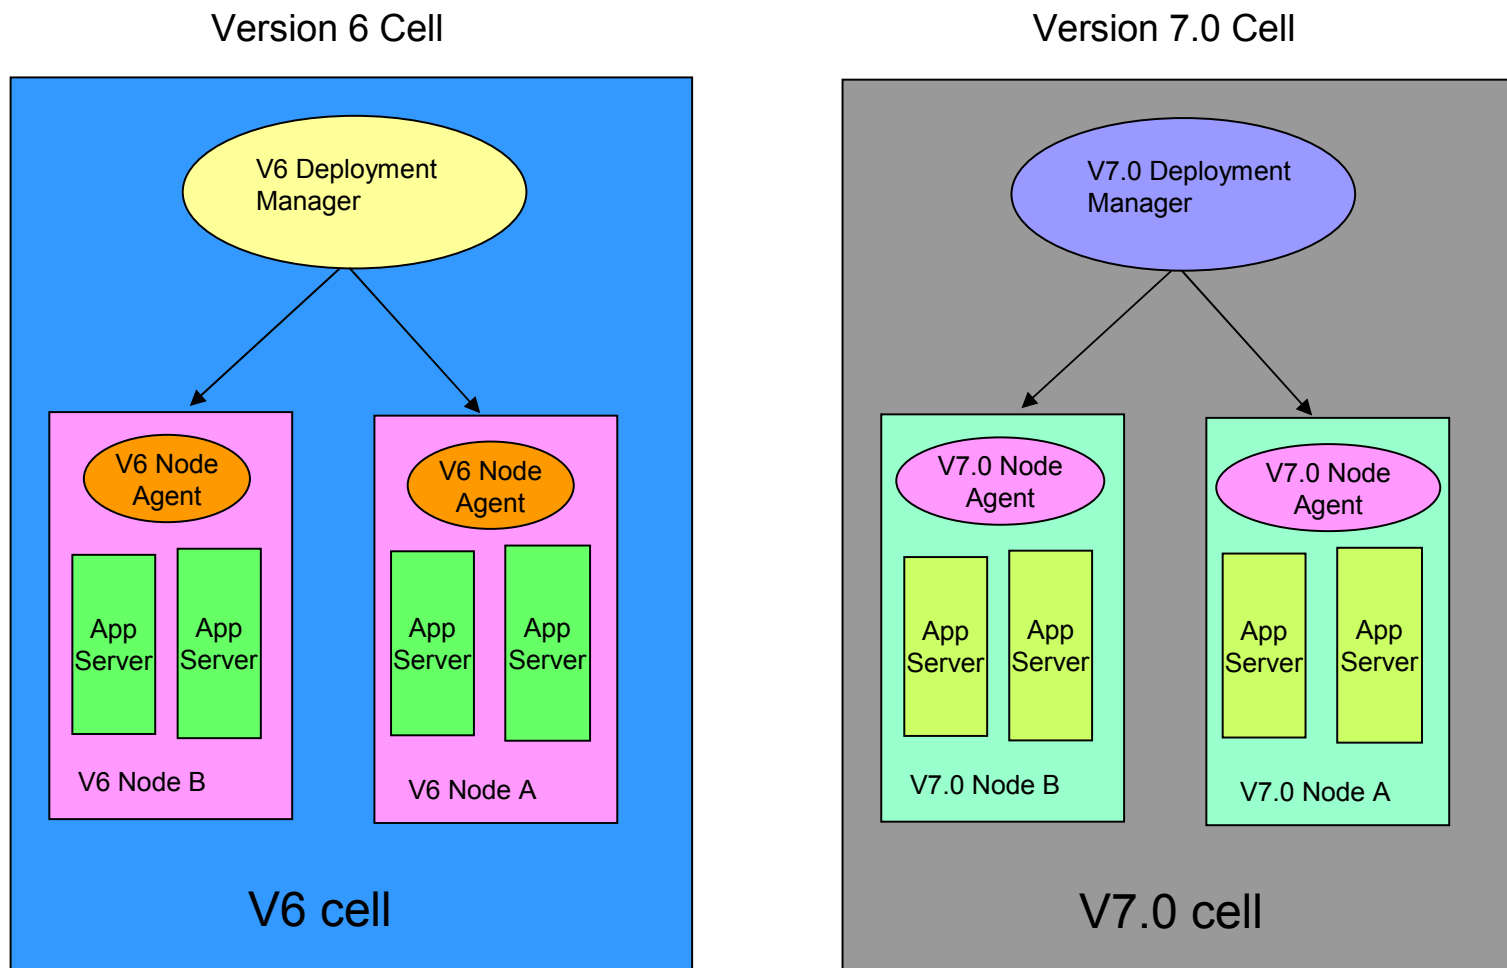 Version 6 Cell
V6 Deployment
Manager
V6 Node
Agent
V6 Node
Agent
App
Server
App
Server
App
Server
App
Server
V6 Node B
V6 Node A
V6 cell
Version 7.0 Cell
V7.0 Deployment
Manager
V7.0 Node
Agent
V7.0 Node
Agent
App
Server
App
Server
App
Server
App
Server
V7.0 Node B
V7.0 Node A
V7.0 cell